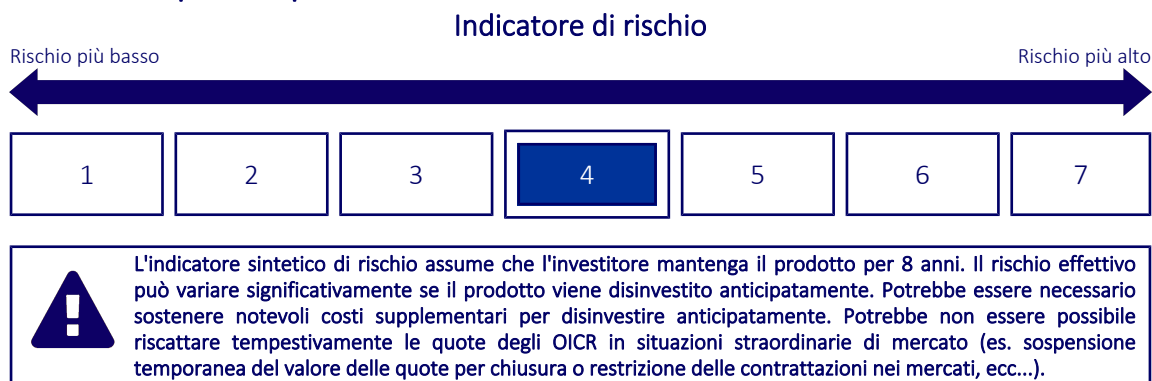 Indicatore di rischio
Rischio più basso
Rischio più alto
1
2
3
4
5
6
7
L'indicatore sintetico di rischio assume che l'investitore mantenga il prodotto per 8 anni. Il rischio effettivo
può variare significativamente se il prodotto viene disinvestito anticipatamente. Potrebbe essere necessario
sostenere notevoli costi supplementari per disinvestire anticipatamente. Potrebbe non essere possibile
riscattare tempestivamente le quote degli OICR in situazioni straordinarie di mercato (es. sospensione
temporanea del valore delle quote per chiusura o restrizione delle contrattazioni nei mercati, ecc...).